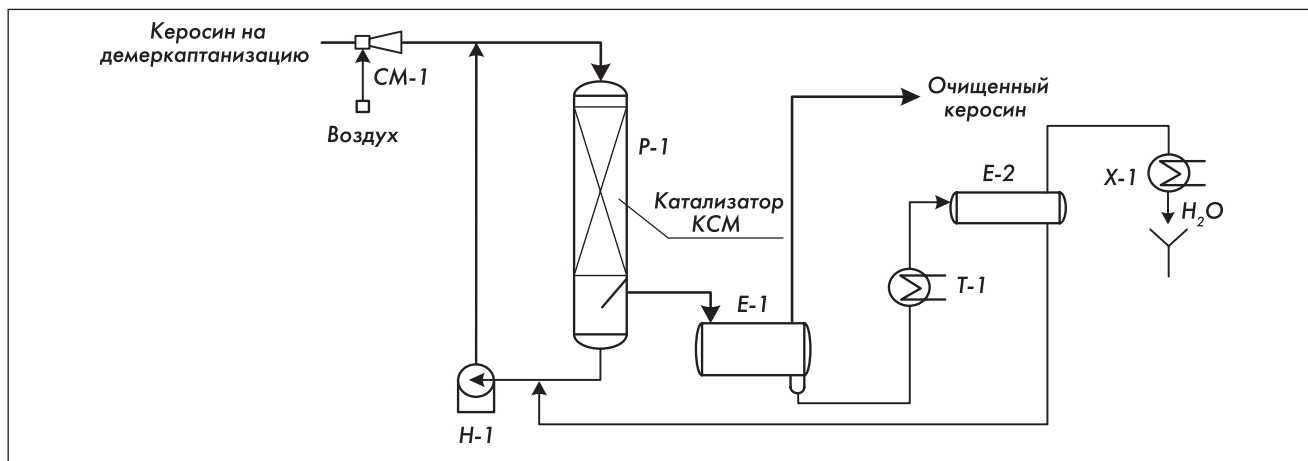 Керосин на
демеркаптанизацию
СМ-1
Воздух
Р-1
Катализатор
КСМ
Очищенный
керосин
Е-2
Х-1
H₂O
Т-1
Е-1
Н-1